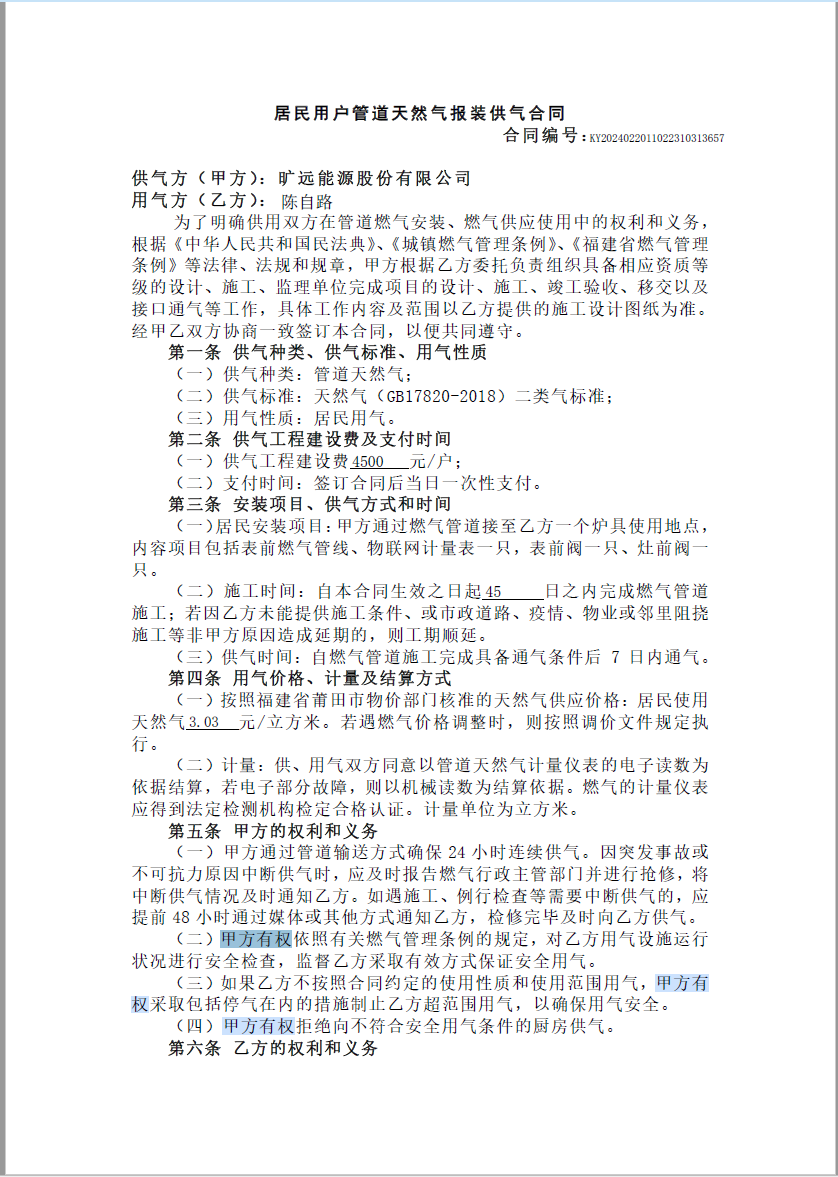 居民用户管道天然气报装供气合同
合同编号：KY2024022011022310313657
供气方（甲方）：旷远能源股份有限公司
用气方（乙方）： 陈自路
为了明确供用双方在管道燃气安装、燃气供应使用中的权利和义务，
根据《中华人民共和国民法典》、《城镇燃气管理条例》、《福建省燃气管理
条例》等法律、法规和规章，甲方根据乙方委托负责组织具备相应资质等
级的设计、施工、监理单位完成项目的设计、施工、竣工验收、移交以及
接口通气等工作，具体工作内容及范围以乙方提供的施工设计图纸为准。
经甲乙双方协商一致签订本合同，以便共同遵守。
第一条 供气种类、供气标准、用气性质
（一）供气种类：管道天然气；
（二）供气标准：天然气（GB17820-2018）二类气标准；
（三）用气性质：居民用气。
第二条 供气工程建设费及支付时间
（一）供气工程建设费 4500 元/户；
（二）支付时间：签订合同后当日一次性支付。
第三条 安装项目、供气方式和时间
（一）居民安装项目：甲方通过燃气管道接至乙方一个炉具使用地点，
内容项目包括表前燃气管线、物联网计量表一只，表前阀一只、灶前阀一
只。
（二）施工时间：自本合同生效之日起 45 日之内完成燃气管道
施工；若因乙方未能提供施工条件、或市政道路、疫情、物业或邻里阻挠
施工等非甲方原因造成延期的，则工期顺延。
（三）供气时间：自燃气管道施工完成具备通气条件后 7 日内通气。
第四条 用气价格、计量及结算方式
（一）按照福建省莆田市物价部门核准的天然气供应价格：居民使用
天然气 3.03 元/立方米。若遇燃气价格调整时，则按照调价文件规定执
行。
（二）计量：供、用气双方同意以管道天然气计量仪表的电子读数为
依据结算，若电子部分故障，则以机械读数为结算依据。燃气的计量仪表
应得到法定检测机构检定合格认证。计量单位为立方米。
第五条 甲方的权利和义务
（一）甲方通过管道输送方式确保 24 小时连续供气。因突发事故或
不可抗力原因中断供气时，应及时报告燃气行政主管部门并进行抢修，将
中断供气情况及时通知乙方。如遇施工、例行检查等需要中断供气的，应
提前 48 小时通过媒体或其他方式通知乙方，检修完毕及时向乙方供气。
（二）甲方有权依照有关燃气管理条例的规定，对乙方用气设施运行
状况进行安全检查，监督乙方采取有效方式保证安全用气。
（三）如果乙方不按照合同约定的使用性质和使用范围用气，甲方有
权采取包括停气在内的措施制止乙方超范围用气，以确保用气安全。
（四）甲方有权拒绝向不符合安全用气条件的厨房供气。
第六条 乙方的权利和义务